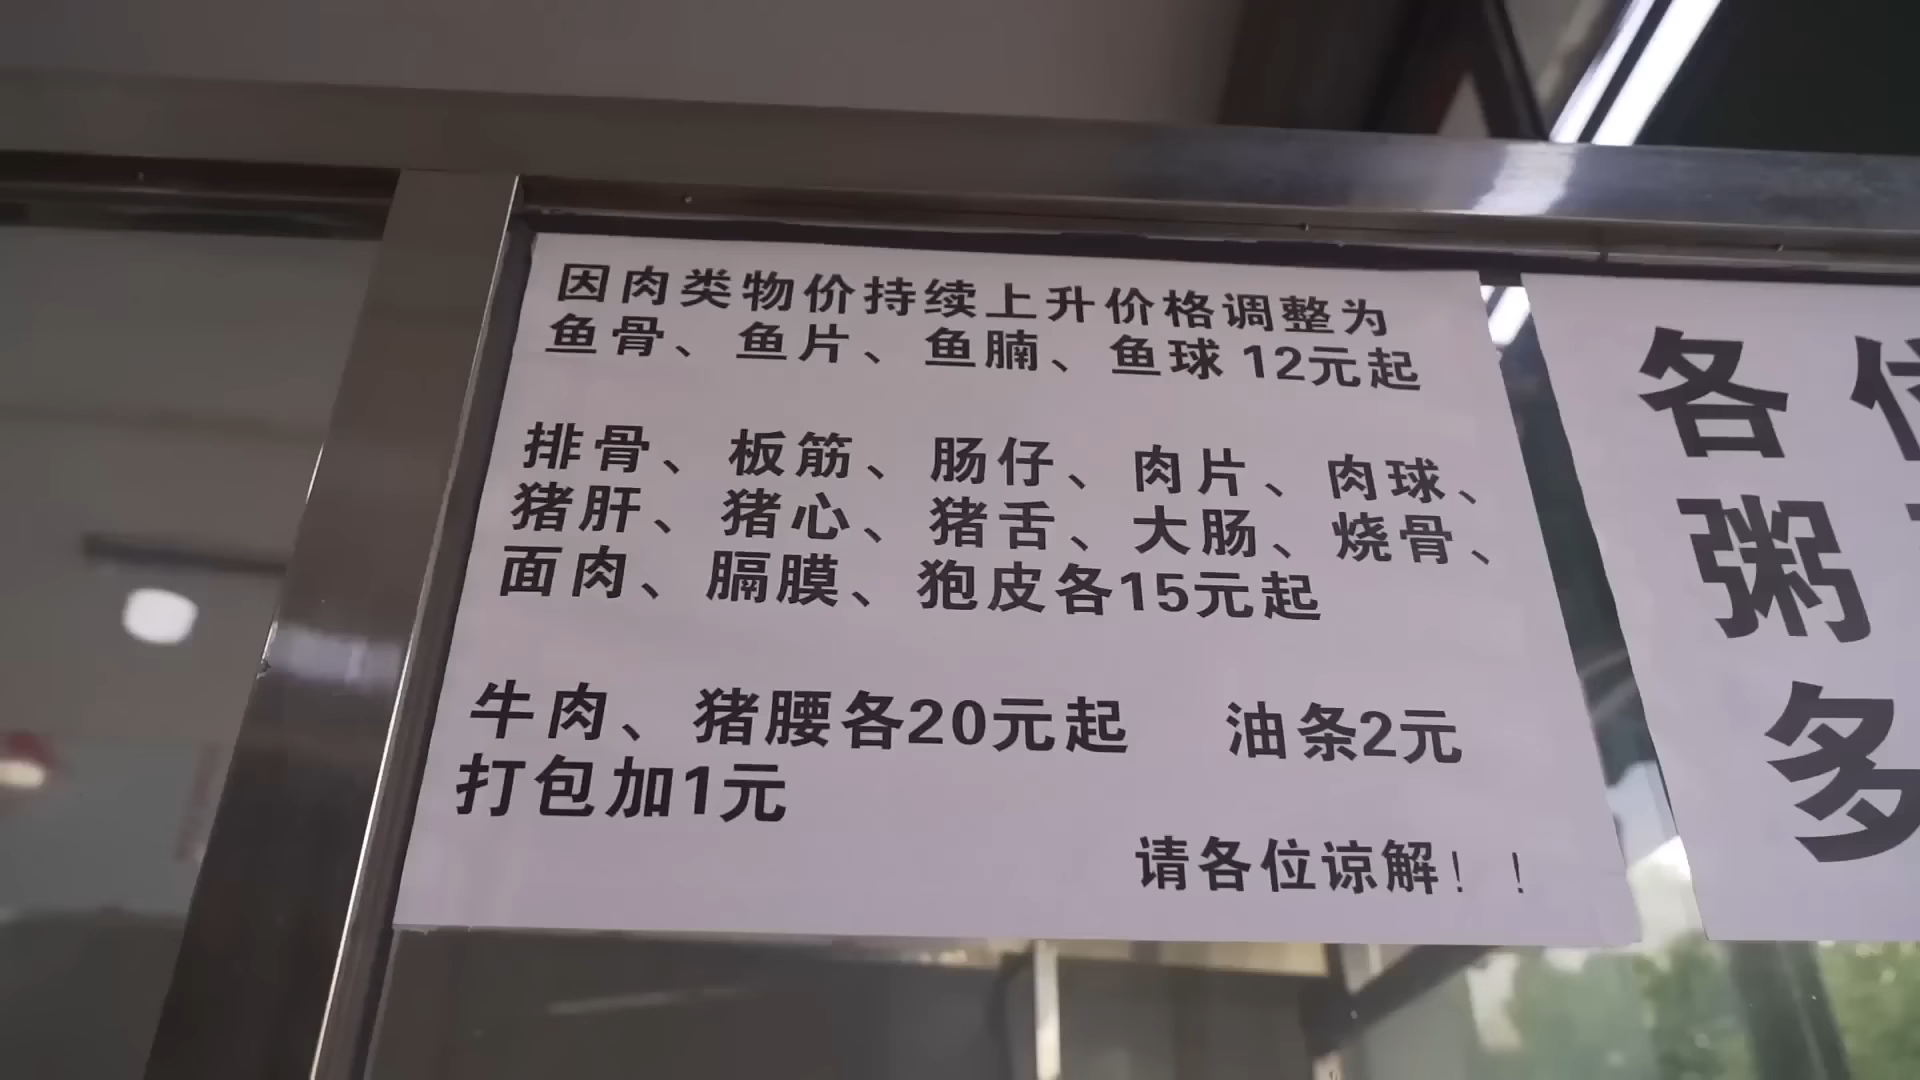 因肉类物价持续上升价格调整为
鱼骨、鱼片、鱼腩、鱼球 12元起
排骨、板筋、肠仔、肉片、肉球、
猪肝、猪心、猪舌、大肠、烧骨、
面肉、膈膜、狍皮各15元起
牛肉、猪腰各20元起 油条2元
打包加1元
请各位谅解！！
各
粥
多